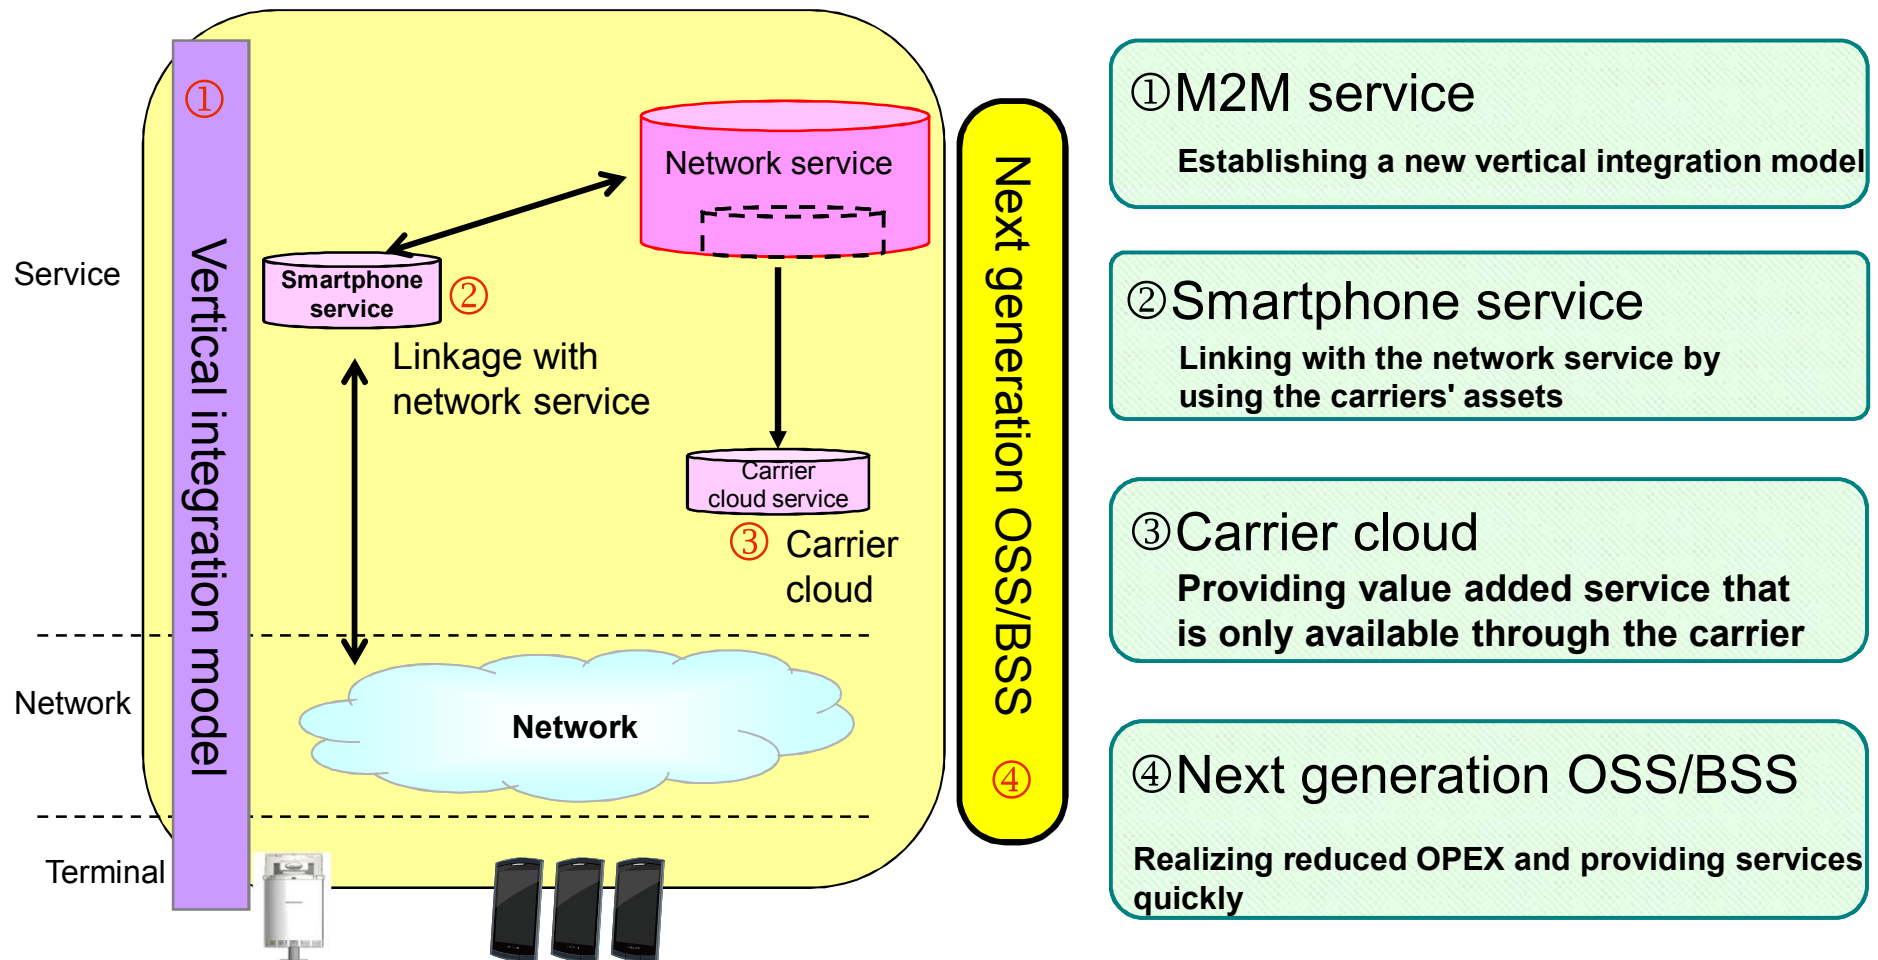 ①
Vertical integration model
Service
Network
Terminal
Network service
Smartphone
service
②
Linkage with
network service
Carrier
cloud service
③ Carrier
cloud
Network
Next generation OSS/BSS
④
①M2M service
Establishing a new vertical integration model
②Smartphone service
Linking with the network service by
using the carriers' assets
③Carrier cloud
Providing value added service that
is only available through the carrier
④Next generation OSS/BSS
Realizing reduced OPEX and providing services
quickly